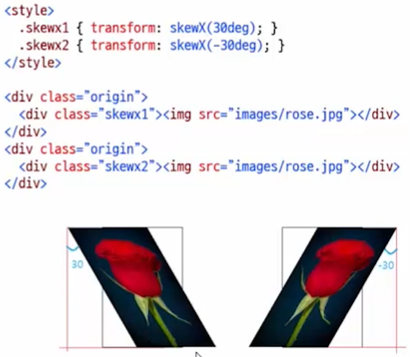 <style>
.skewx1 { transform: skewX(30deg); }
.skewx2 { transform: skewX(-30deg); }
</style>
<div class="origin">
<div class="skewx1"><img src="images/rose.jpg"></div>
</div>
<div class="origin">
<div class="skewx2"><img src="images/rose.jpg"></div>
</div>
30
-30